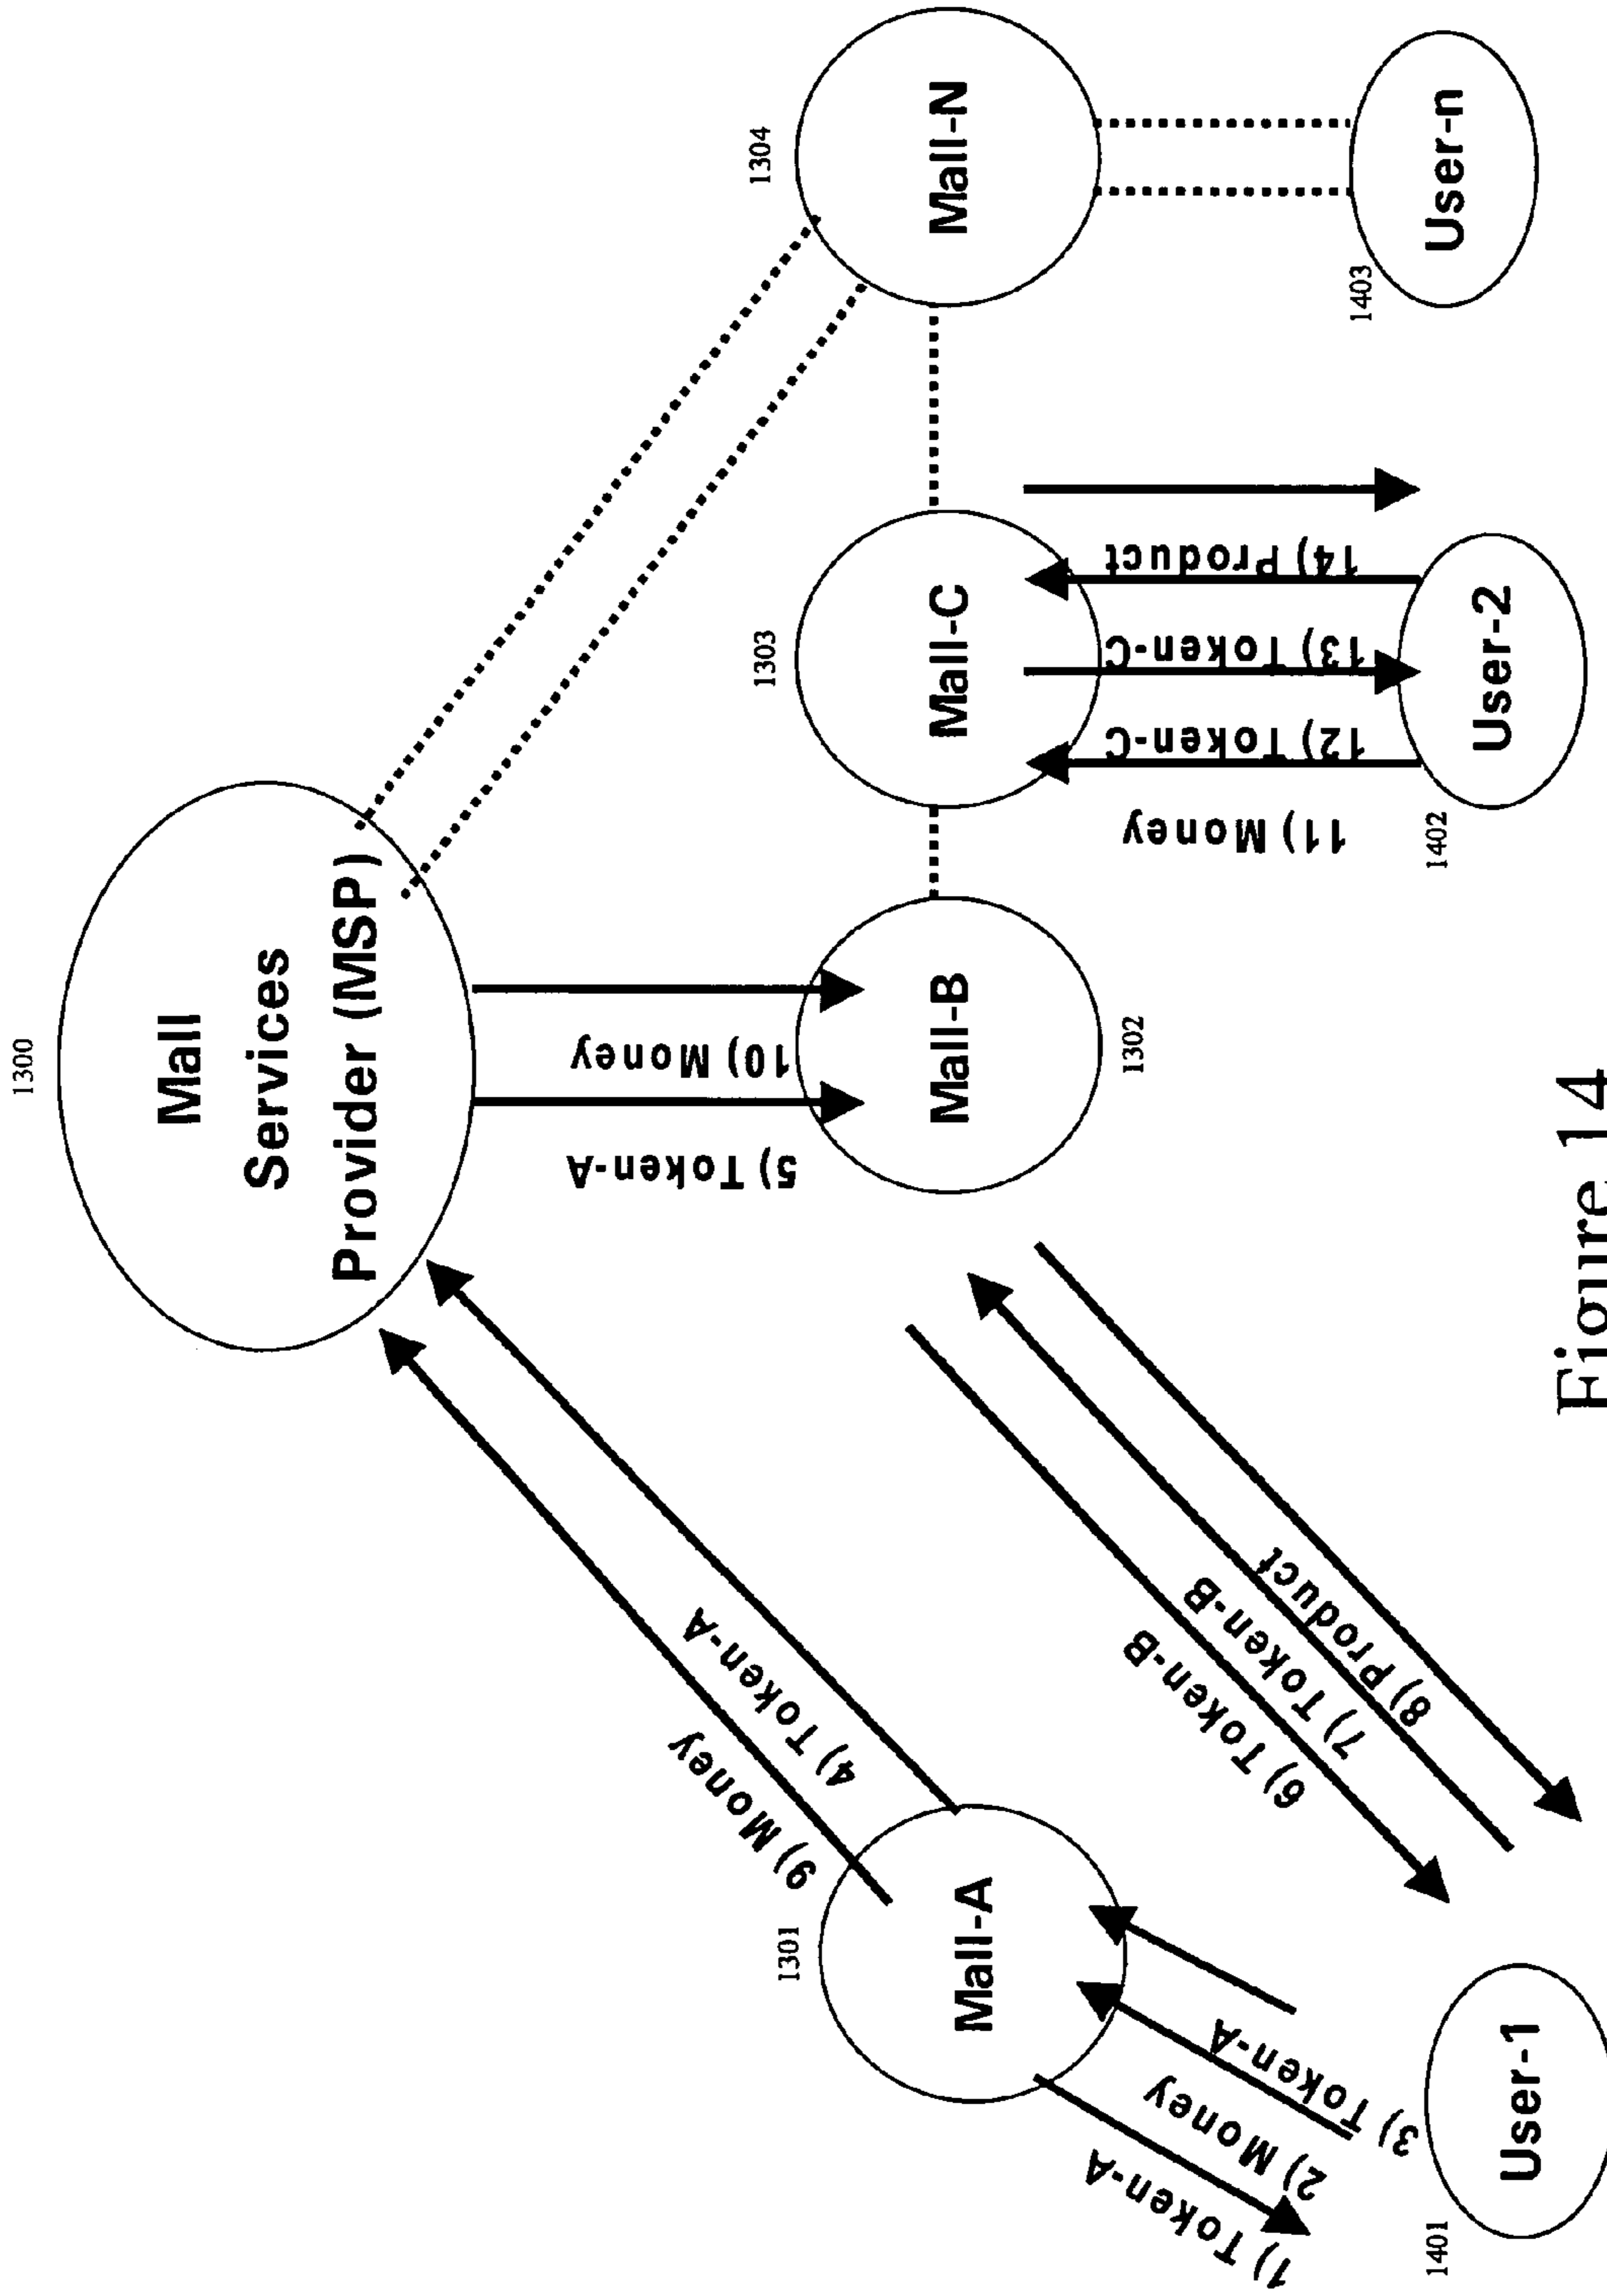 1300
Mall
Services
Provider (MSP)
9) Money
4) Token-A
5) Token-A
10) Money
1301
Mall-A
Mall-B
1302
1303
Mall-C
1304
Mall-N
1) Token-A
2) Money
3) Token-A
6) Token-B
7) Token-B
8) Product
11) Money
12) Token-C
13) Token-C
14) Product
1401
User-1
1402
User-2
1403
User-n
Figure 14